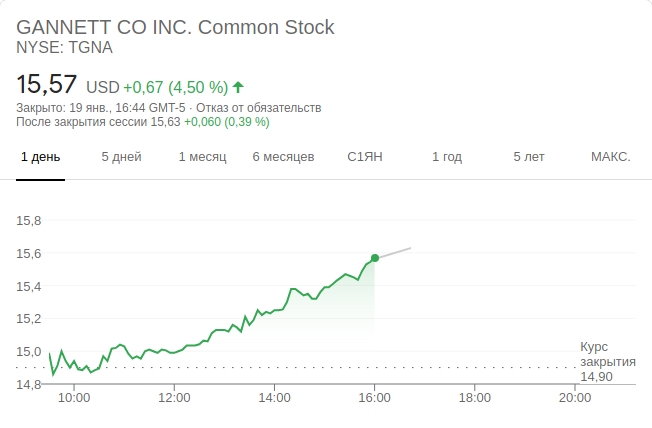 GANNETT CO INC. Common Stock
NYSE: TGNA
15,57 USD +0,67 (4,50 %)
Закрыто: 19 янв., 16:44 GMT-5 · Отказ от обязательств
После закрытия сессии 15,63 +0,060 (0,39 %)
1 день 5 дней 1 месяц 6 месяцев С1ЯН 1 год 5 лет МАКС.
15,8
15,6
15,4
15,2
15,0
14,8
Курс
закрытия
14,90
10:00 12:00 14:00 16:00 18:00 20:00